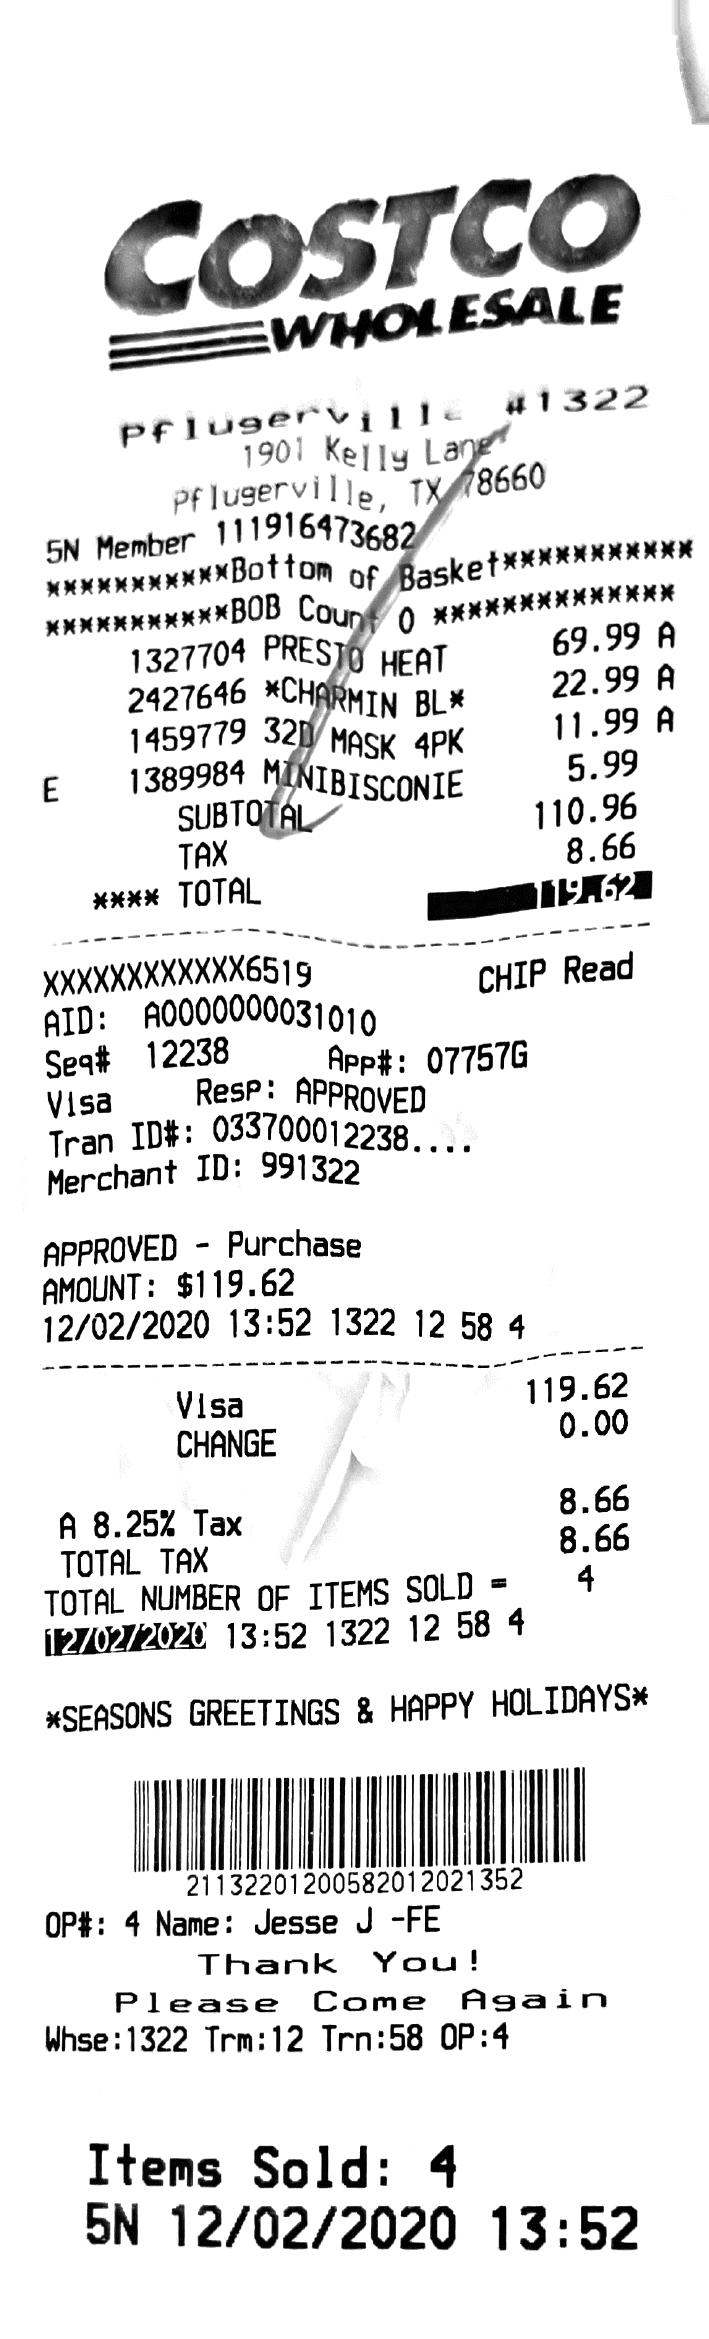 COSTCO
WHOLESALE
Pflugerville #1322
1901 Kelly Lane
Pflugerville, TX 78660
5N Member 111916473682
***********Bottom of Basket***********
***********BOB Count 0 **************
1327704 PRESTO HEAT 69.99 A
2427646 *CHARMIN BL* 22.99 A
1459779 32D MASK 4PK 11.99 A
E 1389984 MINIBISCONIE 5.99
SUBTOTAL 110.96
TAX 8.66
**** TOTAL 119.62
XXXXXXXXXXXX6519 CHIP Read
AID: A0000000031010
Seq# 12238 App#: 07757G
Visa Resp: APPROVED
Tran ID#: 033700012238....
Merchant ID: 991322
APPROVED - Purchase
AMOUNT: $119.62
12/02/2020 13:52 1322 12 58 4
Visa 119.62
CHANGE 0.00
A 8.25% Tax 8.66
TOTAL TAX 8.66
TOTAL NUMBER OF ITEMS SOLD = 4
12/02/2020 13:52 1322 12 58 4
*SEASONS GREETINGS & HAPPY HOLIDAYS*
21132201200582012021352
OP#: 4 Name: Jesse J -FE
Thank You!
Please Come Again
Whse:1322 Trm:12 Trn:58 OP:4
Items Sold: 4
5N 12/02/2020 13:52